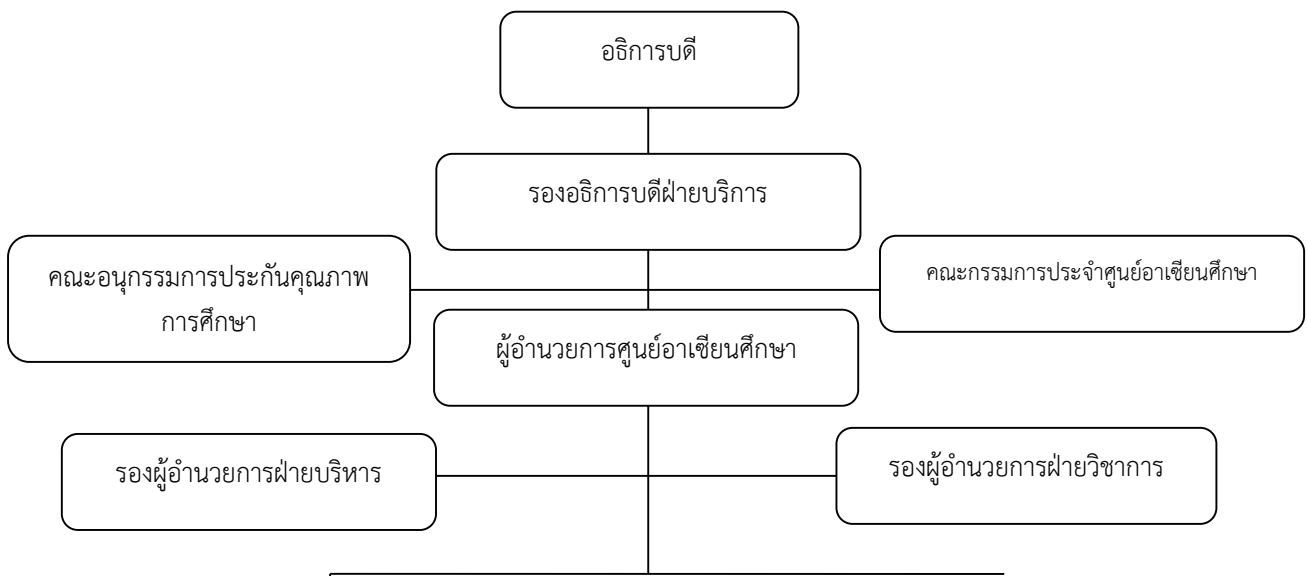 อธิการบดี
รองอธิการบดีฝ่ายบริการ
คณะอนุกรรมการประกันคุณภาพ
การศึกษา
คณะกรรมการประจำศูนย์อาเซียนศึกษา
ผู้อำนวยการศูนย์อาเซียนศึกษา
รองผู้อำนวยการฝ่ายบริหาร
รองผู้อำนวยการฝ่ายวิชาการ